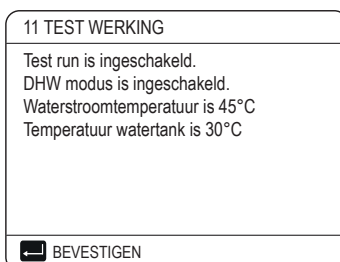 11 TEST WERKING
Test run is ingeschakeld.
DHW modus is ingeschakeld.
Waterstroomtemperatuur is 45°C
Temperatuur watertank is 30°C
BEVESTIGEN